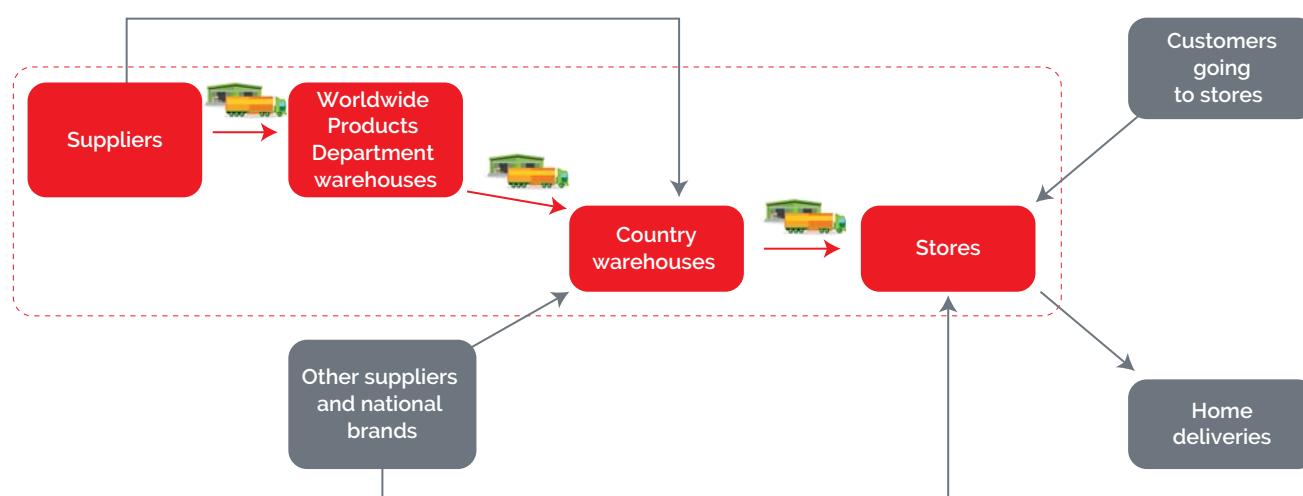 Customers
going
to stores
Suppliers
Worldwide
Products
Department
warehouses
Country
warehouses
Stores
Other suppliers
and national
brands
Home
deliveries